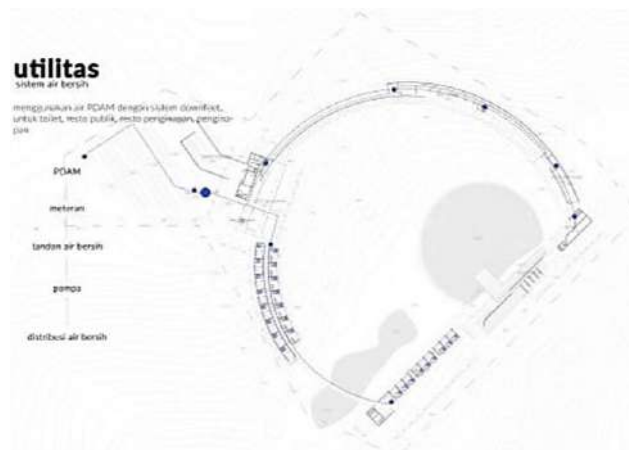 utilitas
sistem air bersih
menggunakan air PDAM dengan sistem downfeet,
untuk toilet, resto publik, resto penginapan, pengina-
pan
PDAM
meteran
tandon air bersih
pompa
distribusi air bersih